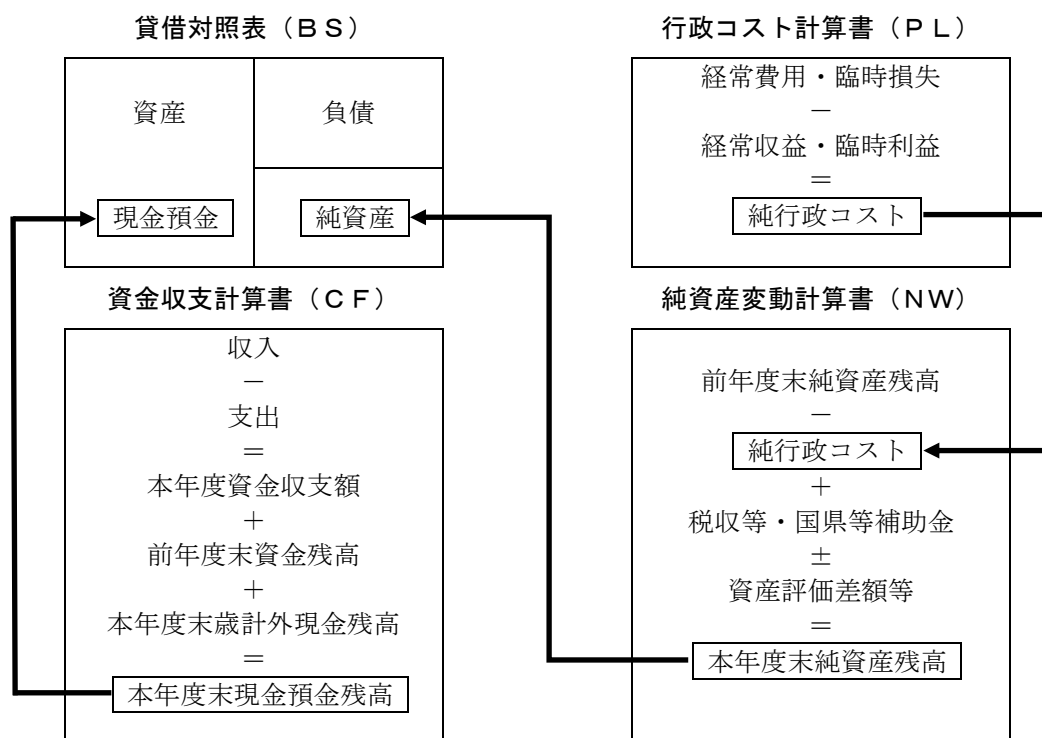 貸借対照表（ＢＳ）
資産
負債
現金預金
純資産
行政コスト計算書（ＰＬ）
経常費用・臨時損失
－
経常収益・臨時利益
＝
純行政コスト
資金収支計算書（ＣＦ）
収入
－
支出
＝
本年度資金収支額
＋
前年度末資金残高
＋
本年度末歳計外現金残高
＝
本年度末現金預金残高
純資産変動計算書（ＮＷ）
前年度末純資産残高
－
純行政コスト
＋
税収等・国県等補助金
±
資産評価差額等
＝
本年度末純資産残高